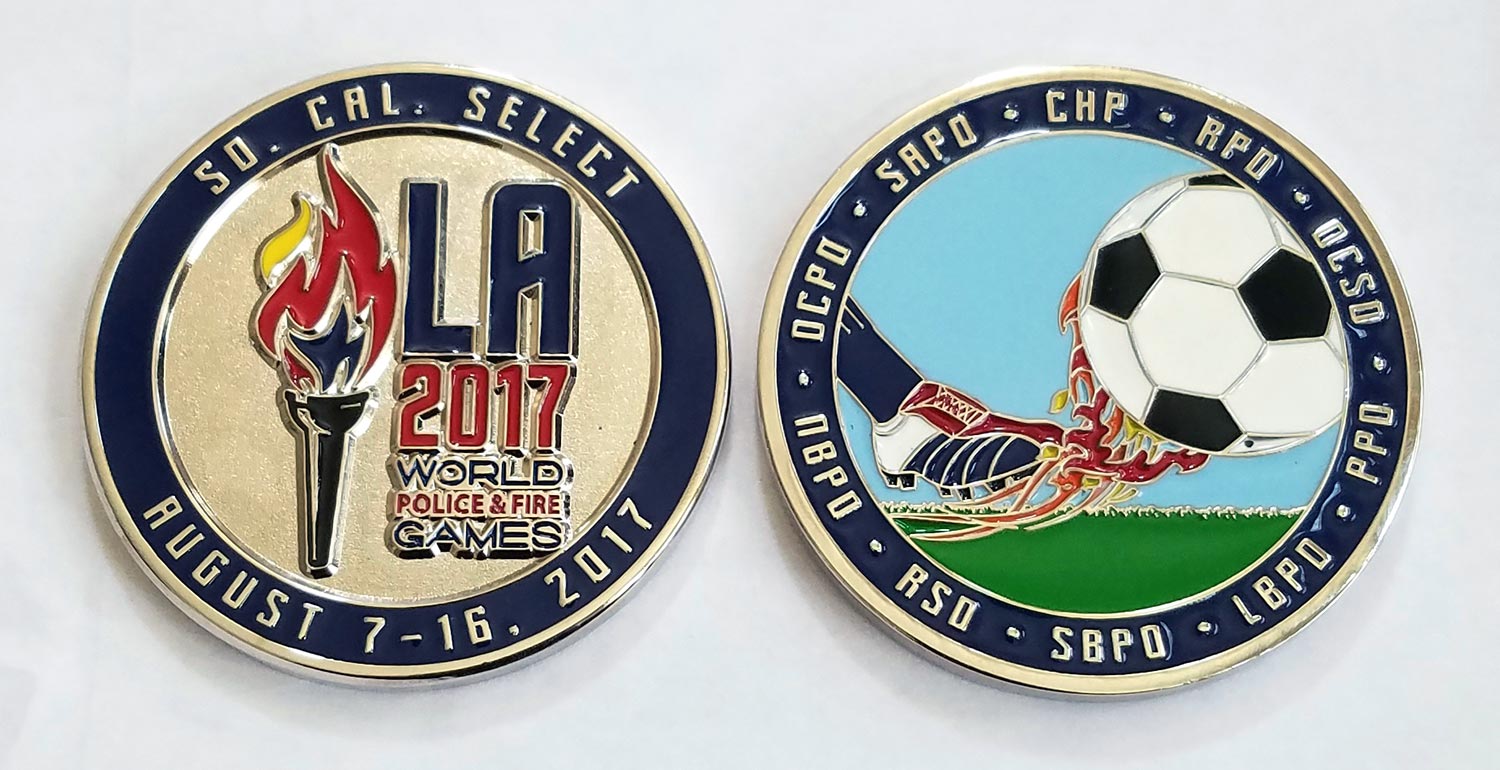 SO. CAL. SELECT
LA
2017
WORLD
POLICE & FIRE
GAMES
AUGUST 7-16, 2017
OCPD • SAPD • CHP • RPD • OCSD
NBPD • RSD • SBPD • LBPD • PPD